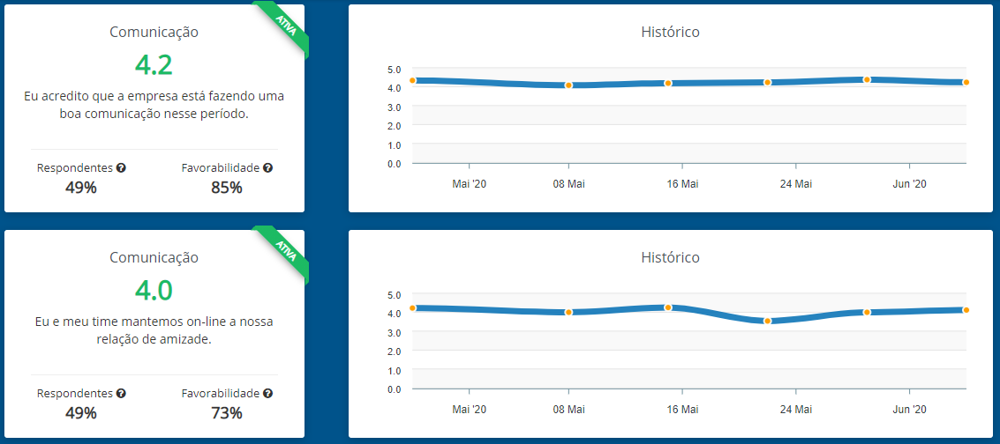 Comunicação
ATIVA
4.2
Eu acredito que a empresa está fazendo uma
boa comunicação nesse período.
Respondentes ?
Favorabilidade ?
49%
85%
Histórico
5.0
4.0
3.0
2.0
1.0
0.0
Mai '20
08 Mai
16 Mai
24 Mai
Jun '20
Comunicação
ATIVA
4.0
Eu e meu time mantemos on-line a nossa
relação de amizade.
Respondentes ?
Favorabilidade ?
49%
73%
Histórico
5.0
4.0
3.0
2.0
1.0
0.0
Mai '20
08 Mai
16 Mai
24 Mai
Jun '20